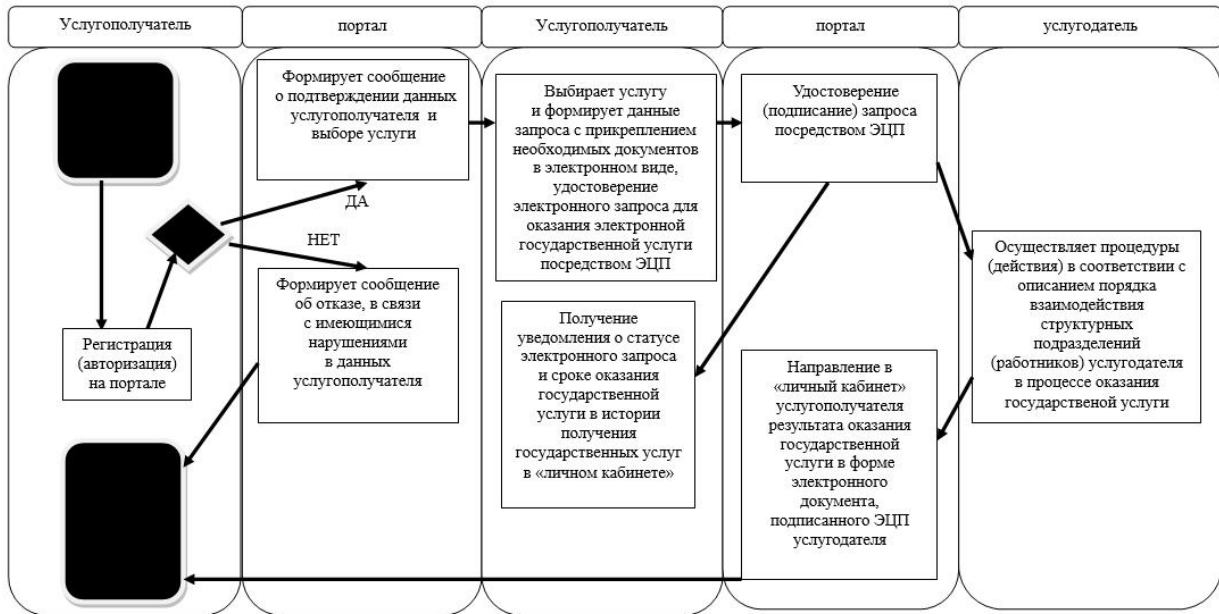 Услугополучатель
портал
Услугополучатель
портал
услугодатель
Формирует сообщение
о подтверждении данных
услугополучателя и
выборе услуги
Выбирает услугу
и формирует данные
запроса с прикреплением
необходимых документов
в электронном виде,
удостоверение
электронного запроса для
оказания электронной
государственной услуги
посредством ЭЦП
Удостоверение
(подписание) запроса
посредством ЭЦП
ДА
НЕТ
Регистрация
(авторизация)
на портале
Формирует сообщение
об отказе, в связи
с имеющимися
нарушениями
в данных
услугополучателя
Получение
уведомления о статусе
электронного запроса
и сроке оказания
государственной
услуги в истории
получения
государственных услуг
в «личном кабинете»
Направление в
«личный кабинет»
услугополучателя
результата оказания
государственной
услуги в форме
электронного
документа,
подписанного ЭЦП
услугодателя
Осуществляет процедуры
(действия) в соответствии с
описанием порядка
взаимодействия
структурных
подразделений
(работников) услугодателя
в процессе оказания
государственой услуги